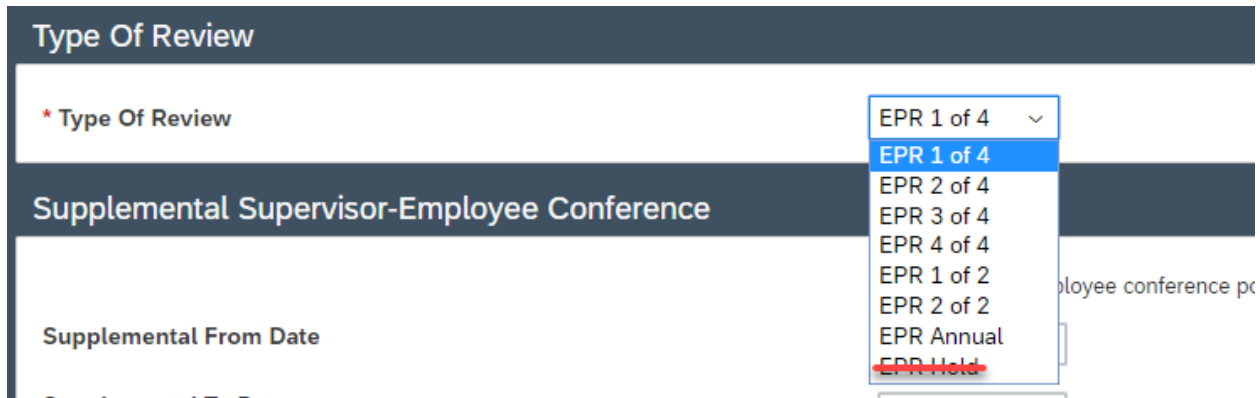 Type Of Review
* Type Of Review
EPR 1 of 4
EPR 1 of 4
EPR 2 of 4
EPR 3 of 4
EPR 4 of 4
EPR 1 of 2
EPR 2 of 2
EPR Annual
EPR Hold
Supplemental Supervisor-Employee Conference
ployee conference po
Supplemental From Date